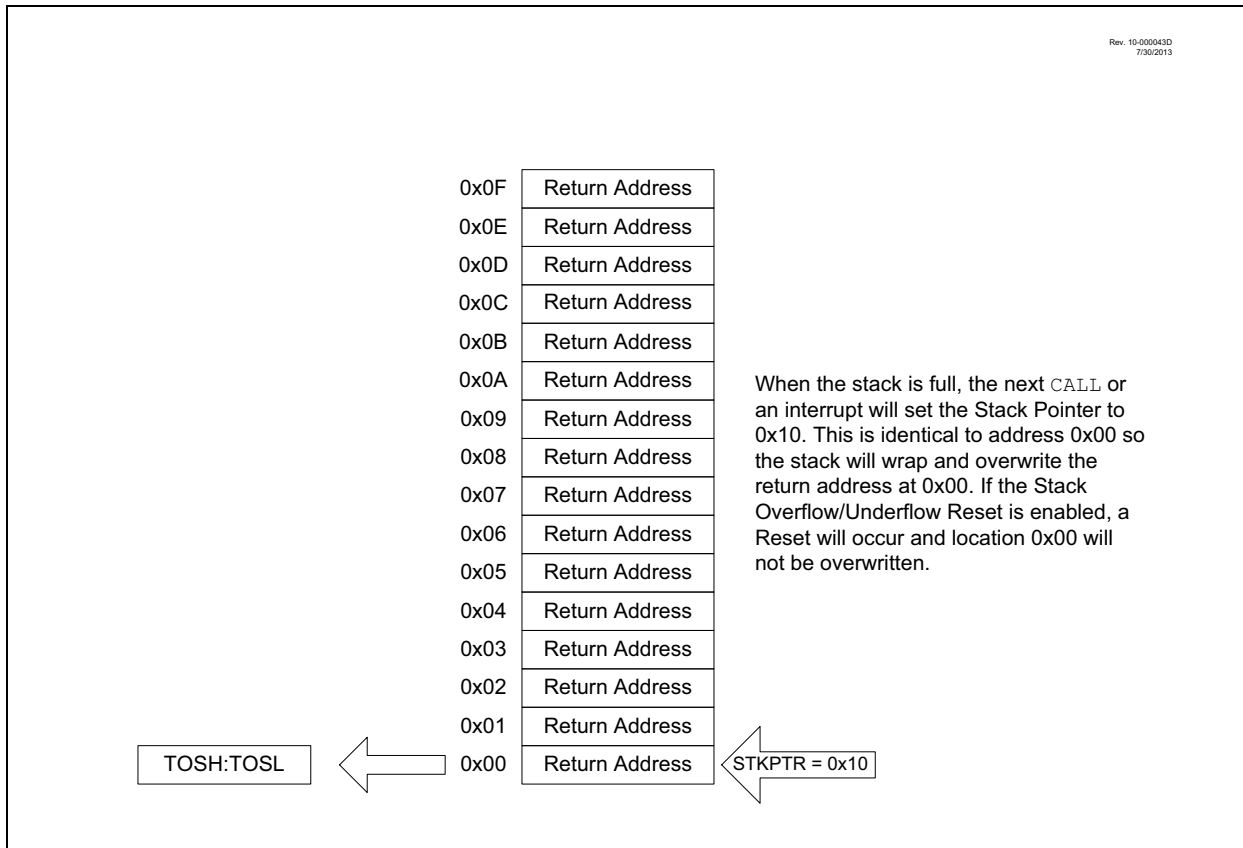 Rev. 10-000043D
7/30/2013
0x0F Return Address
0x0E Return Address
0x0D Return Address
0x0C Return Address
0x0B Return Address
0x0A Return Address
0x09 Return Address
0x08 Return Address
0x07 Return Address
0x06 Return Address
0x05 Return Address
0x04 Return Address
0x03 Return Address
0x02 Return Address
0x01 Return Address
TOSH:TOSL 0x00 Return Address STKPTR = 0x10
When the stack is full, the next CALL or
an interrupt will set the Stack Pointer to
0x10. This is identical to address 0x00 so
the stack will wrap and overwrite the
return address at 0x00. If the Stack
Overflow/Underflow Reset is enabled, a
Reset will occur and location 0x00 will
not be overwritten.